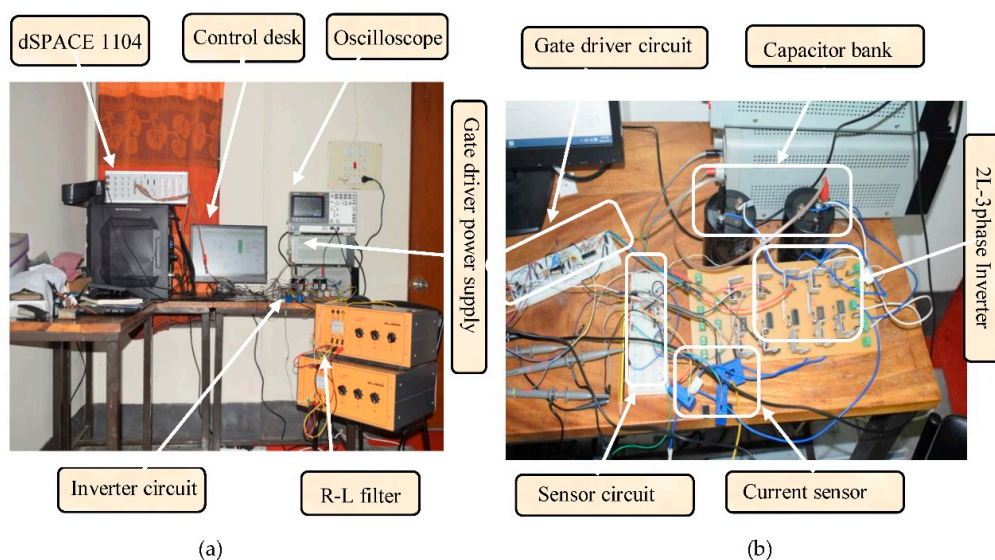 dSPACE 1104
Control desk
Oscilloscope
Gate driver power supply
Inverter circuit
R-L filter
(a)
Gate driver circuit
Capacitor bank
2L-3phase Inverter
Sensor circuit
Current sensor
(b)